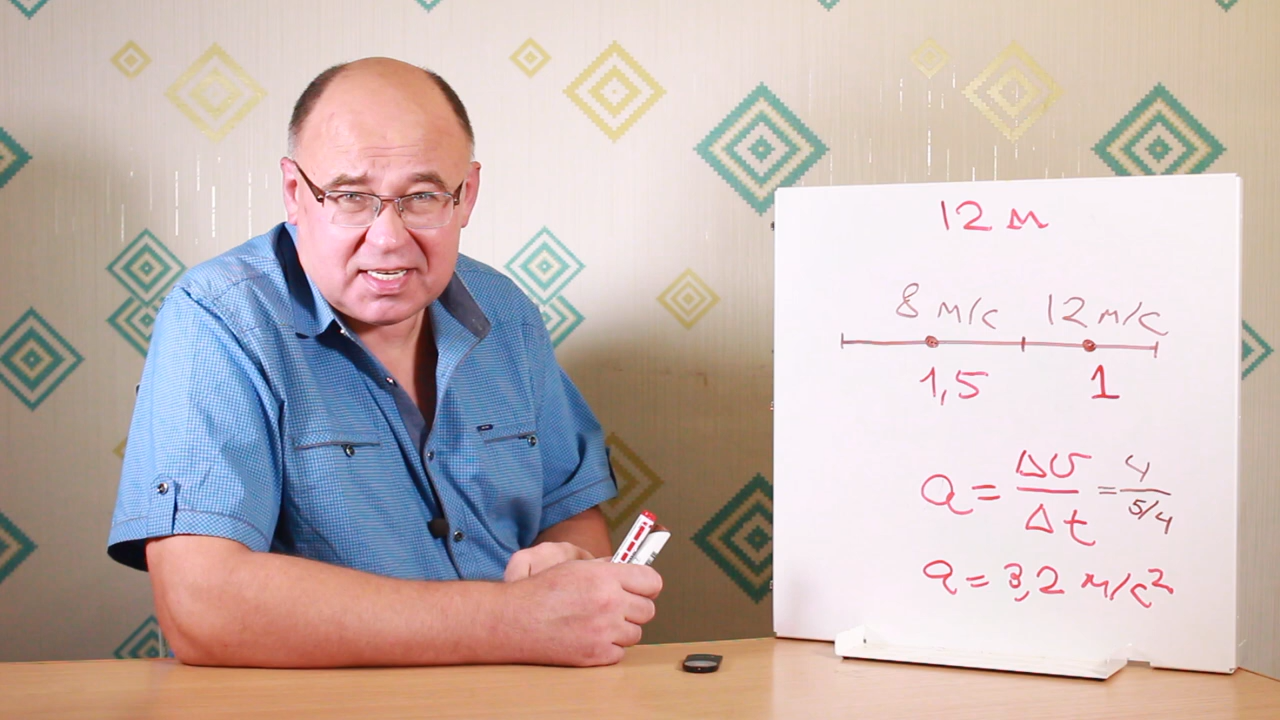 12 м
8 м/с 12 м/с
1,5 1
a = Δυ/Δt = 4/5/4
a = 3,2 м/с²